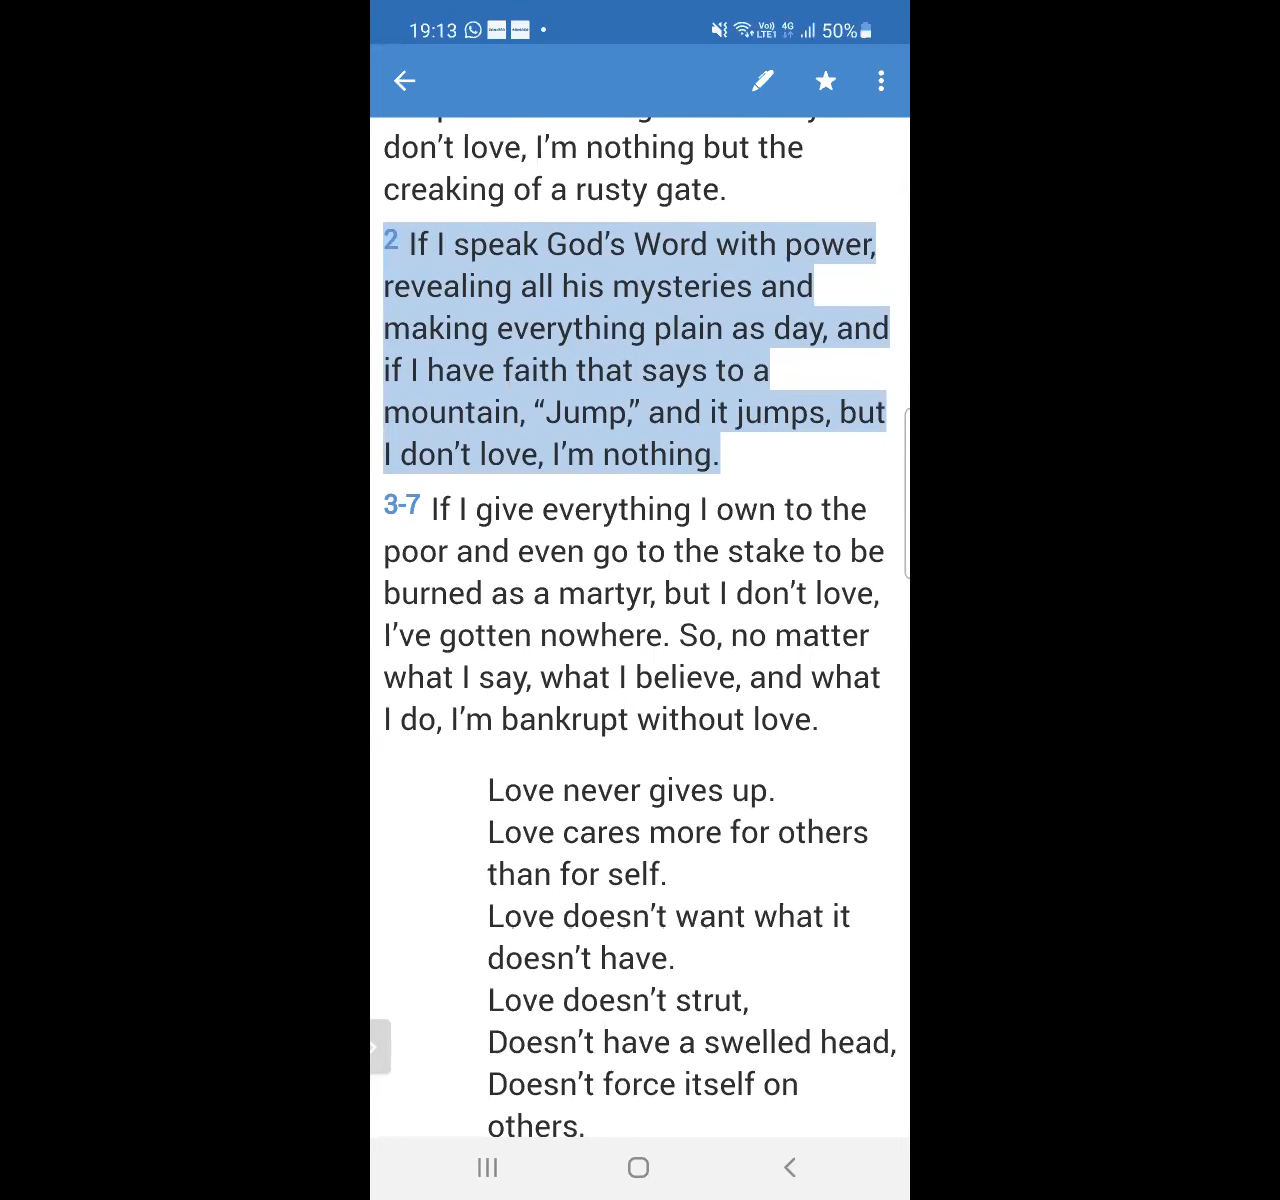 19:13
Vo)) 4G 50%
LTE1
don't love, I'm nothing but the
creaking of a rusty gate.
2 If I speak God's Word with power,
revealing all his mysteries and
making everything plain as day, and
if I have faith that says to a
mountain, “Jump,” and it jumps, but
I don't love, I'm nothing.
3-7 If I give everything I own to the
poor and even go to the stake to be
burned as a martyr, but I don't love,
I've gotten nowhere. So, no matter
what I say, what I believe, and what
I do, I'm bankrupt without love.
Love never gives up.
Love cares more for others
than for self.
Love doesn't want what it
doesn't have.
Love doesn't strut,
Doesn't have a swelled head,
Doesn't force itself on
others.